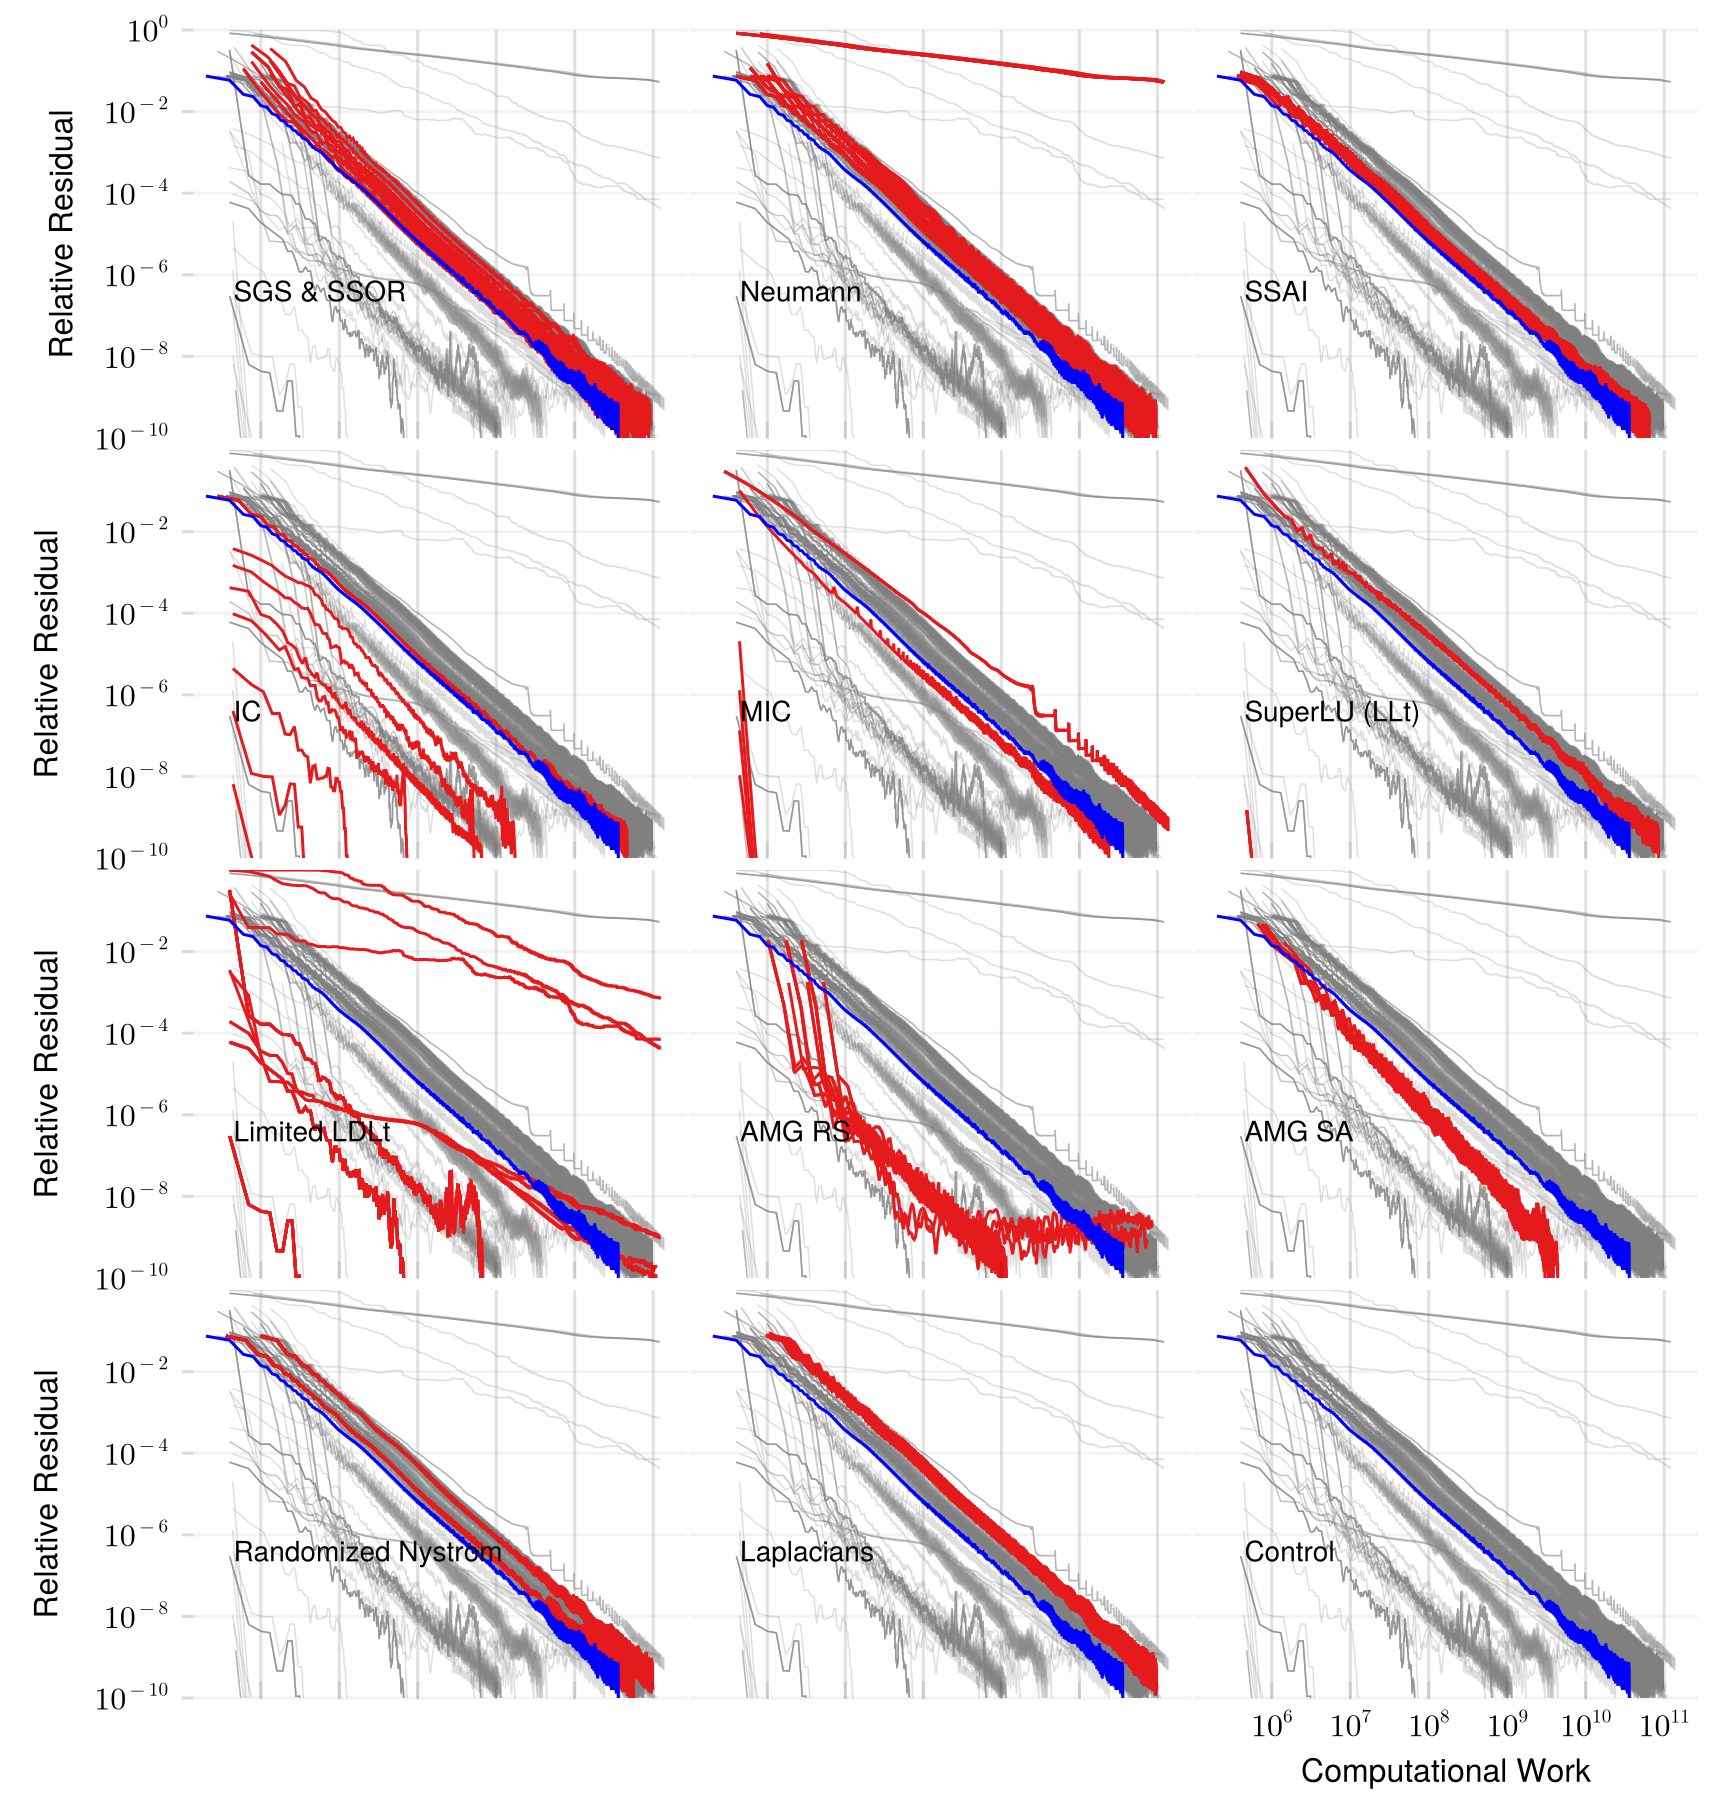 10^0
10^−2
10^−4
10^−6
10^−8
10^−10
Relative Residual
SGS & SSOR
Neumann
SSAI
10^−2
10^−4
10^−6
10^−8
10^−10
Relative Residual
IC
MIC
SuperLU (LLt)
10^−2
10^−4
10^−6
10^−8
10^−10
Relative Residual
Limited LDLt
AMG RS
AMG SA
10^−2
10^−4
10^−6
10^−8
10^−10
Relative Residual
Randomized Nystrom
Laplacians
Control
10^6 10^7 10^8 10^9 10^10 10^11
Computational Work